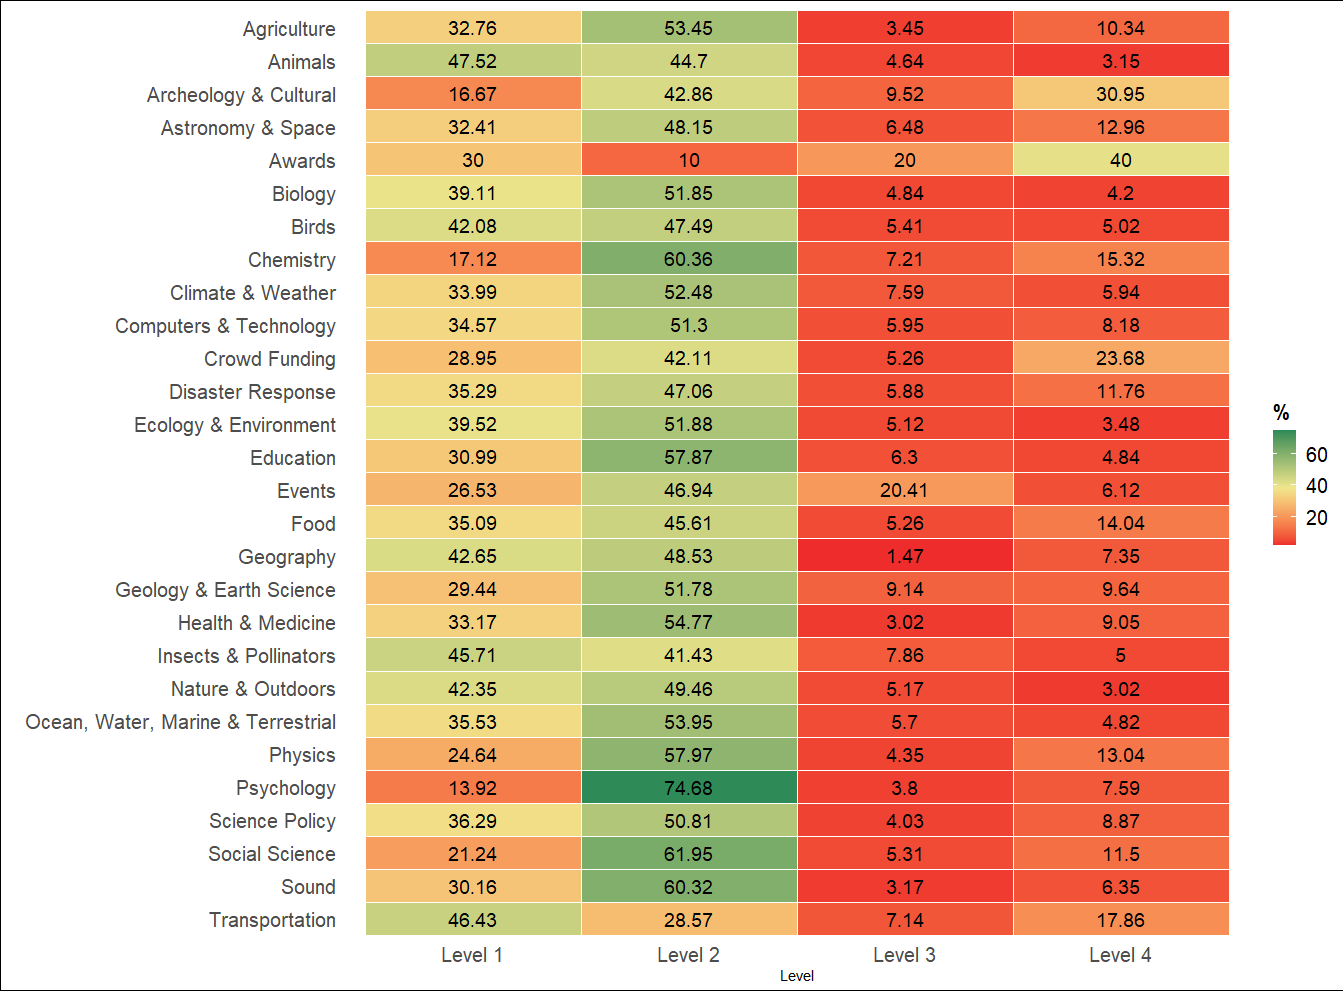 Agriculture 32.76 53.45 3.45 10.34
Animals 47.52 44.7 4.64 3.15
Archeology & Cultural 16.67 42.86 9.52 30.95
Astronomy & Space 32.41 48.15 6.48 12.96
Awards 30 10 20 40
Biology 39.11 51.85 4.84 4.2
Birds 42.08 47.49 5.41 5.02
Chemistry 17.12 60.36 7.21 15.32
Climate & Weather 33.99 52.48 7.59 5.94
Computers & Technology 34.57 51.3 5.95 8.18
Crowd Funding 28.95 42.11 5.26 23.68
Disaster Response 35.29 47.06 5.88 11.76
Ecology & Environment 39.52 51.88 5.12 3.48
Education 30.99 57.87 6.3 4.84
Events 26.53 46.94 20.41 6.12
Food 35.09 45.61 5.26 14.04
Geography 42.65 48.53 1.47 7.35
Geology & Earth Science 29.44 51.78 9.14 9.64
Health & Medicine 33.17 54.77 3.02 9.05
Insects & Pollinators 45.71 41.43 7.86 5
Nature & Outdoors 42.35 49.46 5.17 3.02
Ocean, Water, Marine & Terrestrial 35.53 53.95 5.7 4.82
Physics 24.64 57.97 4.35 13.04
Psychology 13.92 74.68 3.8 7.59
Science Policy 36.29 50.81 4.03 8.87
Social Science 21.24 61.95 5.31 11.5
Sound 30.16 60.32 3.17 6.35
Transportation 46.43 28.57 7.14 17.86
Level 1 Level 2 Level 3 Level 4
Level
%
60
40
20